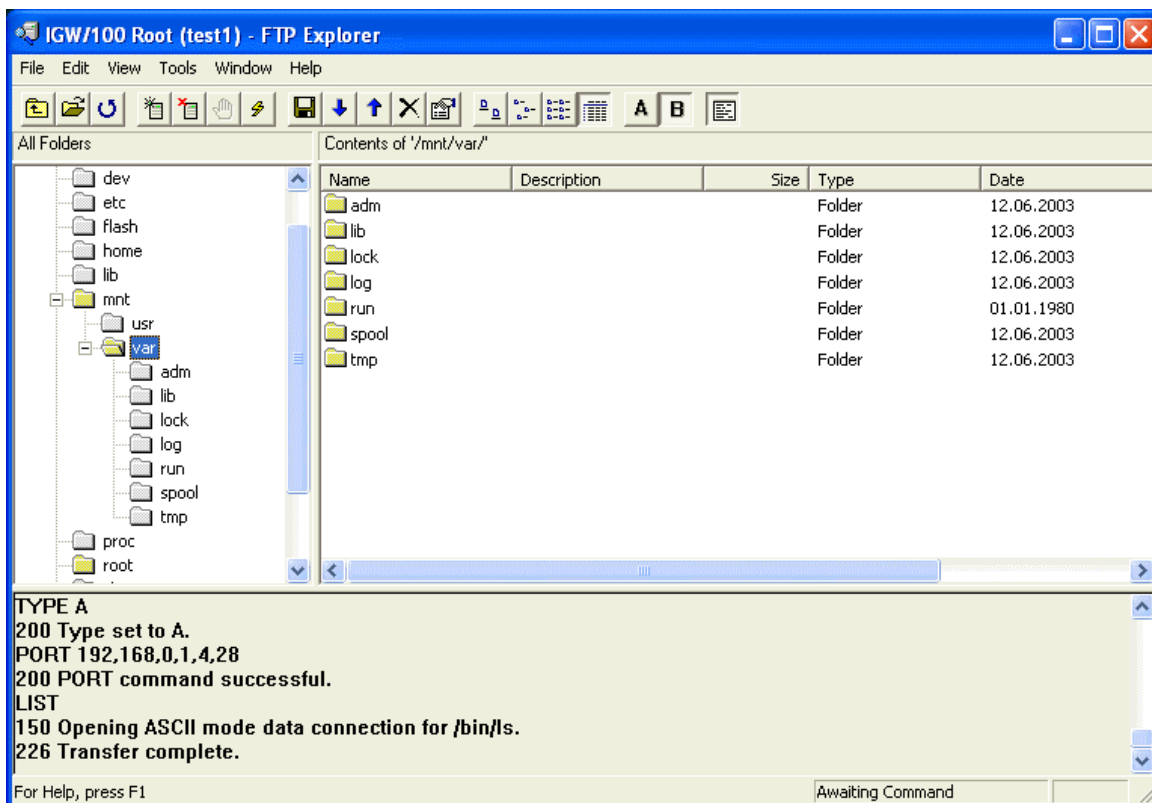 IGW/100 Root (test1) - FTP Explorer
File Edit View Tools Window Help
A B
All Folders
Contents of '/mnt/var/'
dev
etc
flash
home
lib
mnt
usr
var
adm
lib
lock
log
run
spool
tmp
proc
root
Name Description Size Type Date
adm Folder 12.06.2003
lib Folder 12.06.2003
lock Folder 12.06.2003
log Folder 12.06.2003
run Folder 01.01.1980
spool Folder 12.06.2003
tmp Folder 12.06.2003
TYPE A
200 Type set to A.
PORT 192,168,0,1,4,28
200 PORT command successful.
LIST
150 Opening ASCII mode data connection for /bin/ls.
226 Transfer complete.
For Help, press F1
Awaiting Command